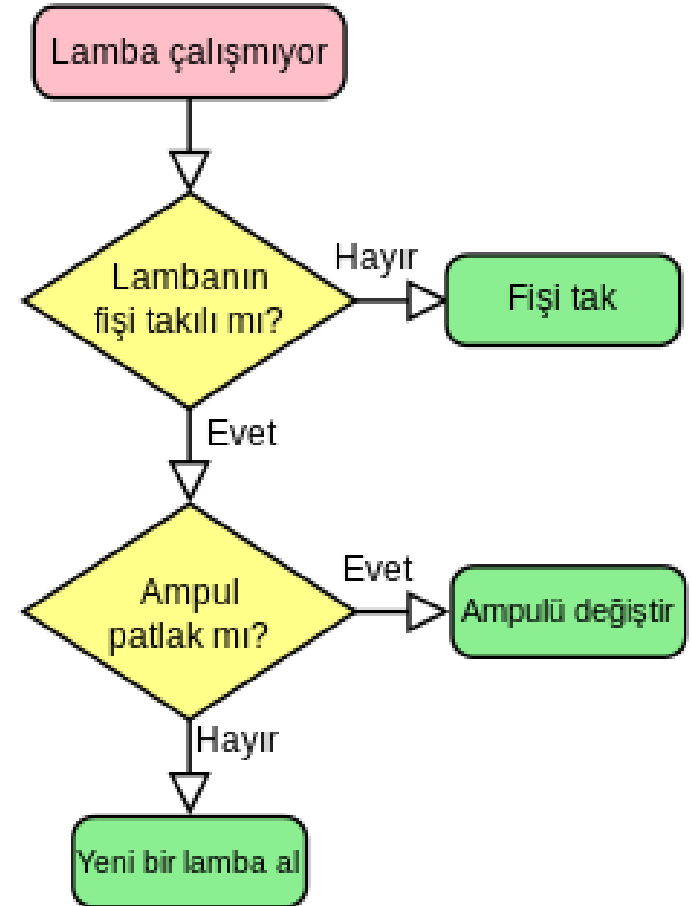 Lamba çalışmıyor
Lambanın
fişi takılı mı?
Hayır
Fişi tak
Evet
Ampul
patlak mı?
Evet
Ampulü değiştir
Hayır
Yeni bir lamba al